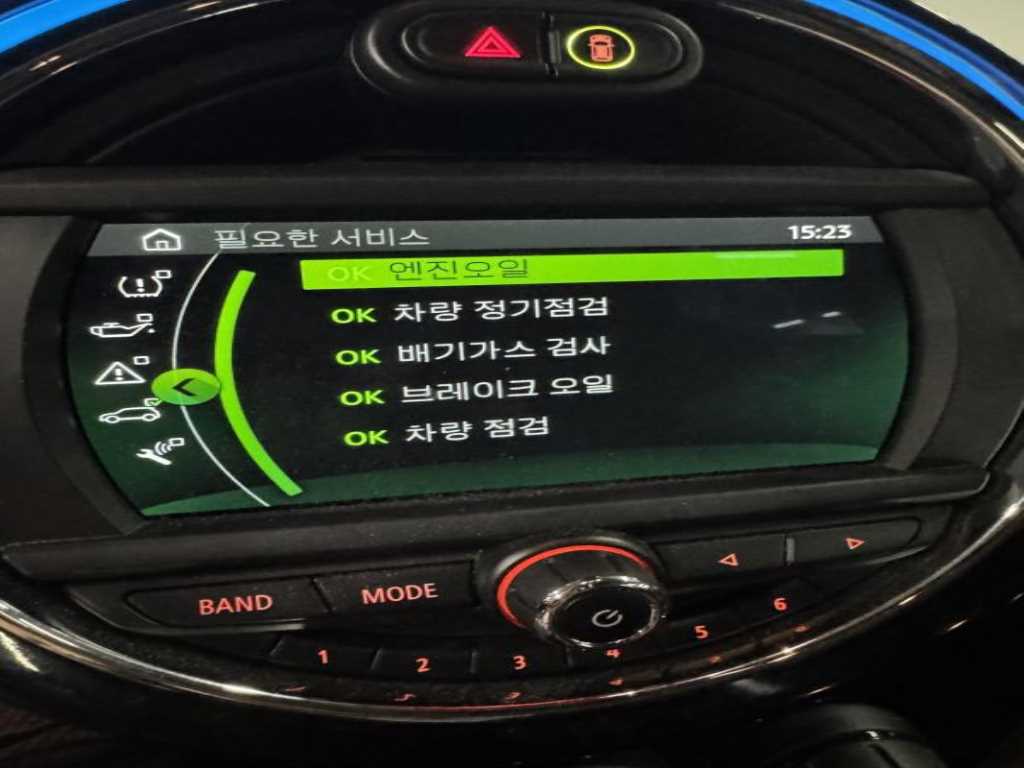 필요한 서비스 15:23
OK 엔진오일
OK 차량 정기점검
OK 배기가스 검사
OK 브레이크 오일
OK 차량 점검
BAND MODE
1 2 3 4 5 6